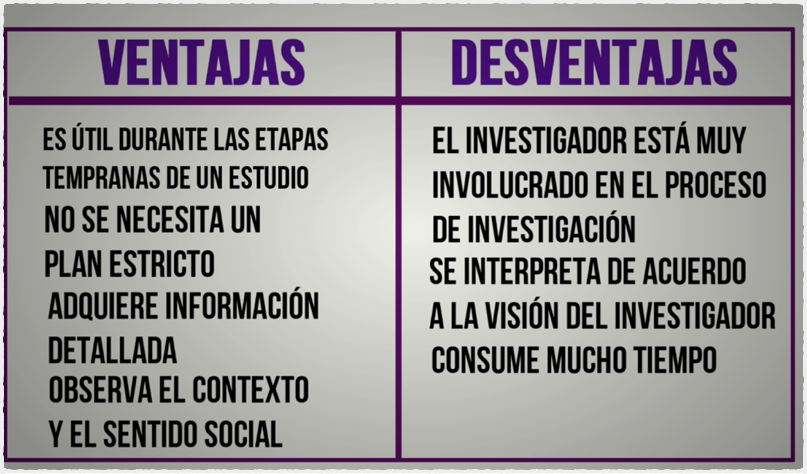 VENTAJAS
ES ÚTIL DURANTE LAS ETAPAS
TEMPRANAS DE UN ESTUDIO
NO SE NECESITA UN
PLAN ESTRICTO
ADQUIERE INFORMACIÓN
DETALLADA
OBSERVA EL CONTEXTO
Y EL SENTIDO SOCIAL
DESVENTAJAS
EL INVESTIGADOR ESTÁ MUY
INVOLUCRADO EN EL PROCESO
DE INVESTIGACIÓN
SE INTERPRETA DE ACUERDO
A LA VISIÓN DEL INVESTIGADOR
CONSUME MUCHO TIEMPO